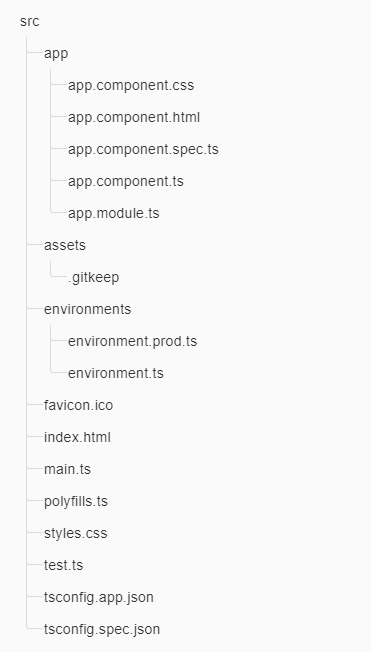 src
app
app.component.css
app.component.html
app.component.spec.ts
app.component.ts
app.module.ts
assets
.gitkeep
environments
environment.prod.ts
environment.ts
favicon.ico
index.html
main.ts
polyfills.ts
styles.css
test.ts
tsconfig.app.json
tsconfig.spec.json